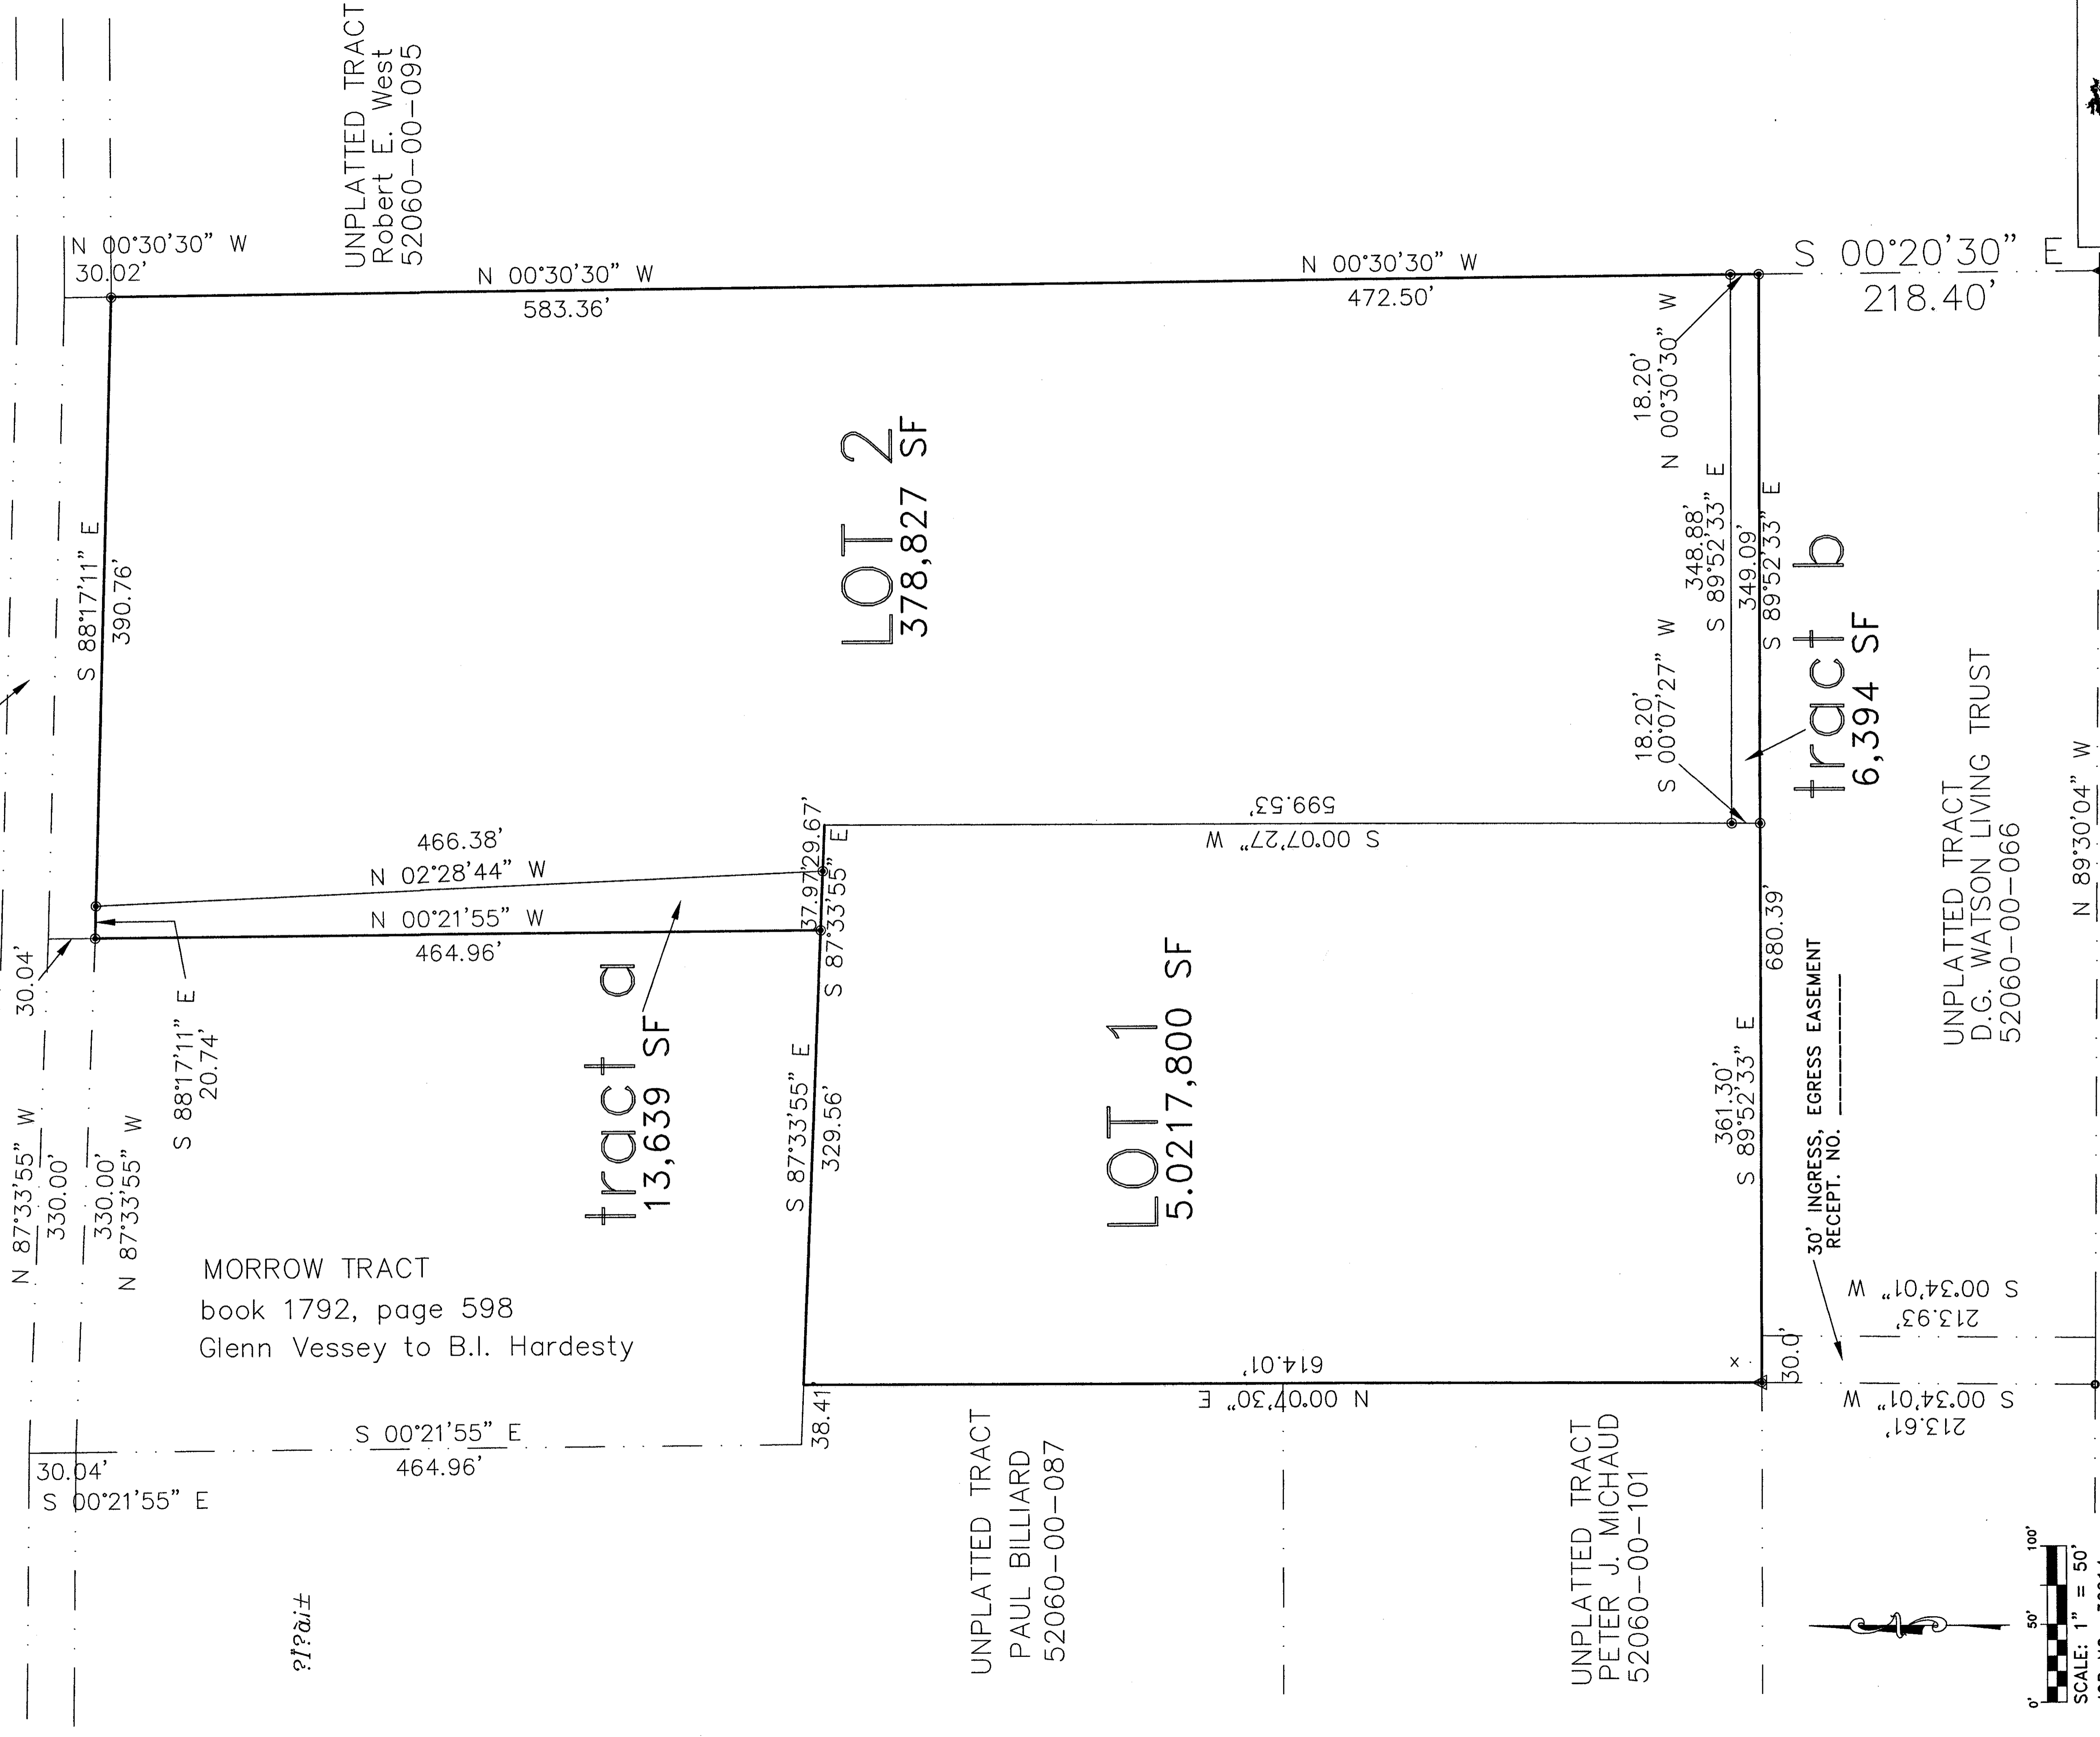 UNPLATTED TRACT
Robert E. West
52060-00-095
N 00°30'30" W
30.02'
N 00°30'30" W
583.36'
N 00°30'30" W
472.50'
S 00°20'30" E
218.40'
18.20'
N 00°30'30" W
S 88°17'11" E
390.76'
LOT 2
378,827 SF
348.88'
S 89°52'33" E
349.09'
S 89°52'33" E
18.20'
S 00°07'27" W
tract b
6,394 SF
466.38'
N 02°28'44" W
N 00°21'55" W
464.96'
37.97'
29.67'
S 87°33'55" E
599.53'
S 00°07'27" W
680.39'
30.04'
S 88°17'11" E
20.74'
N 87°33'55" W
330.00'
330.00'
N 87°33'55" W
tract a
13,639 SF
S 87°33'55" E
329.56'
LOT 1
5.0217,800 SF
361.30'
S 89°52'33" E
30' INGRESS, EGRESS EASEMENT
RECEPT. NO. ____________
UNPLATTED TRACT
D.G. WATSON LIVING TRUST
52060-00-066
N 89°30'04" W
MORROW TRACT
book 1792, page 598
Glenn Vessey to B.I. Hardesty
614.01'
N 00°07'30" E
x
30.0'
S 00°34'01" W
213.93'
S 00°34'01" W
213.61'
38.41'
S 00°21'55" E
464.96'
30.04'
S 00°21'55" E
?Ï?äi±
UNPLATTED TRACT
PAUL BILLIARD
52060-00-087
UNPLATTED TRACT
PETER J. MICHAUD
52060-00-101
0' 50' 100'
SCALE: 1" = 50'